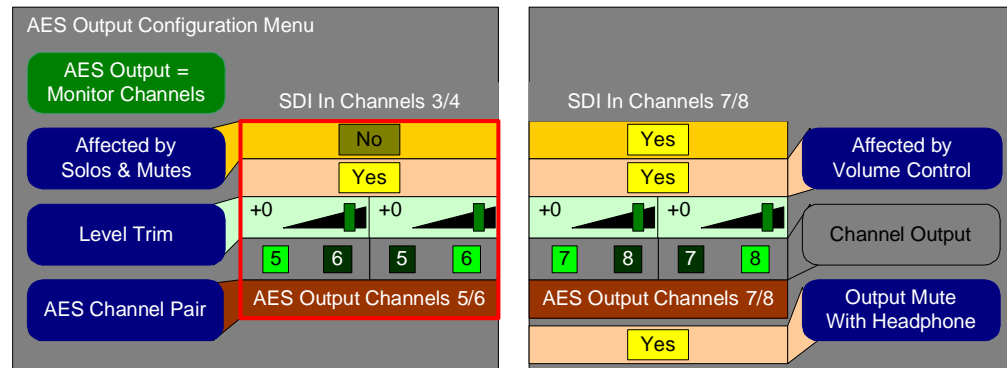 AES Output Configuration Menu
AES Output =
Monitor Channels
SDI In Channels 3/4
SDI In Channels 7/8
Affected by
Solos & Mutes
No
Yes
Affected by
Volume Control
Yes
Yes
Level Trim
+0
+0
+0
+0
Channel Output
5
6
5
6
7
8
7
8
AES Channel Pair
AES Output Channels 5/6
AES Output Channels 7/8
Output Mute
With Headphone
Yes